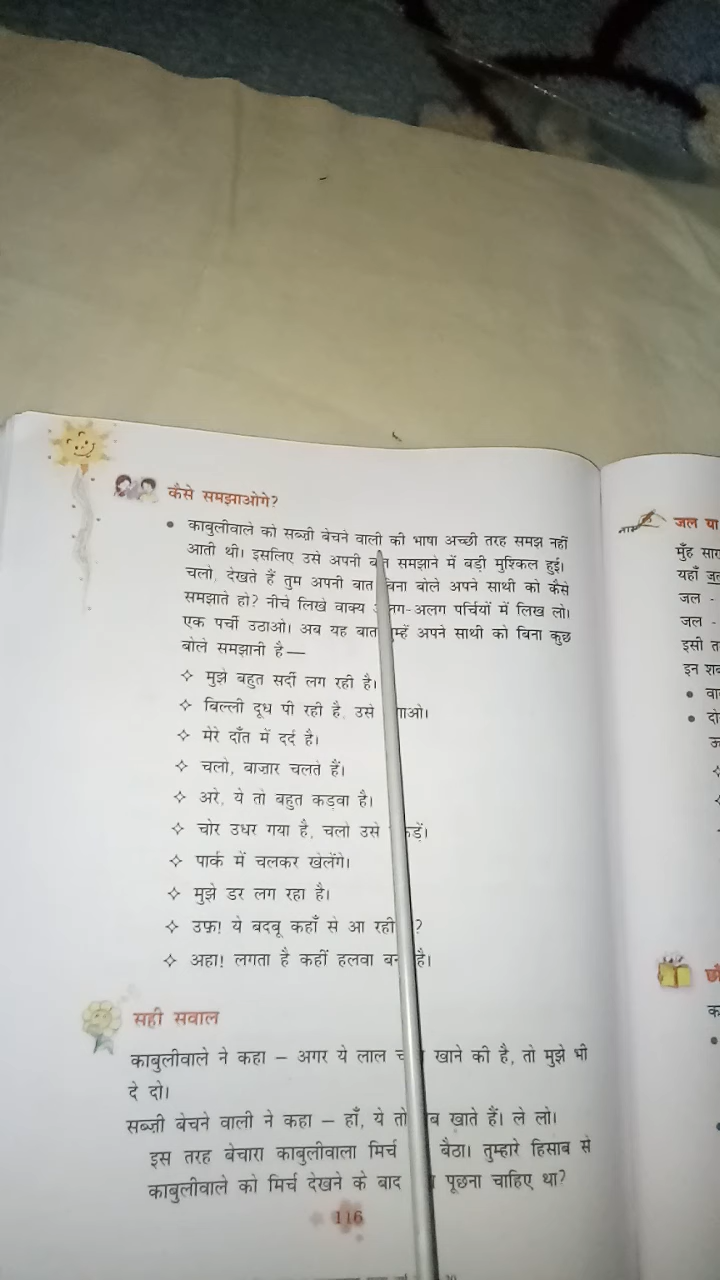 कैसे समझाओगे?
• काबुलीवाले को सब्ज़ी बेचने वाली की भाषा अच्छी तरह समझ नहीं
आती थी। इसलिए उसे अपनी समझाने में बड़ी मुश्किल हुई।
चलो, देखते हैं तुम अपनी बात बिना बोले अपने साथी को कैसे
समझाते हो? नीचे लिखे वाक्य अलग-अलग पर्चियों में लिख लो।
एक पर्ची उठाओ। अब यह बात तुम्हें अपने साथी को बिना कुछ
बोले समझानी है—
✧ मुझे बहुत सर्दी लग रही है।
✧ बिल्ली दूध पी रही है, उसे
✧ मेरे दाँत में दर्द है।
✧ चलो, बाज़ार चलते हैं।
✧ अरे, ये तो बहुत कड़वा है।
✧ चोर उधर गया है, चलो उसे
✧ पार्क में चलकर खेलेंगे।
✧ मुझे डर लग रहा है।
✧ उफ़! ये बदबू कहाँ से आ रही ?
✧ अहा! लगता है कहीं हलवा है।
सही सवाल
काबुलीवाले ने कहा – अगर ये लाल खाने की है, तो मुझे भी
दे दो।
सब्ज़ी बेचने वाली ने कहा – हाँ, ये तो खाते हैं। ले लो।
इस तरह बेचारा काबुलीवाला मिर्च बैठा। तुम्हारे हिसाब से
काबुलीवाले को मिर्च देखने के बाद पूछना चाहिए था?
116
जल या
मुँह
यहाँ
जल -
जल -
इसी
इन